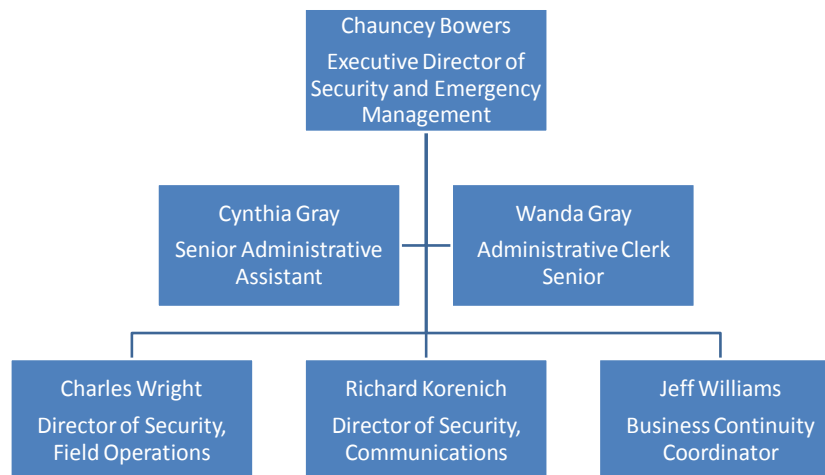 Chauncey Bowers
Executive Director of
Security and Emergency
Management
Cynthia Gray
Senior Administrative
Assistant
Wanda Gray
Administrative Clerk
Senior
Charles Wright
Director of Security,
Field Operations
Richard Korenich
Director of Security,
Communications
Jeff Williams
Business Continuity
Coordinator